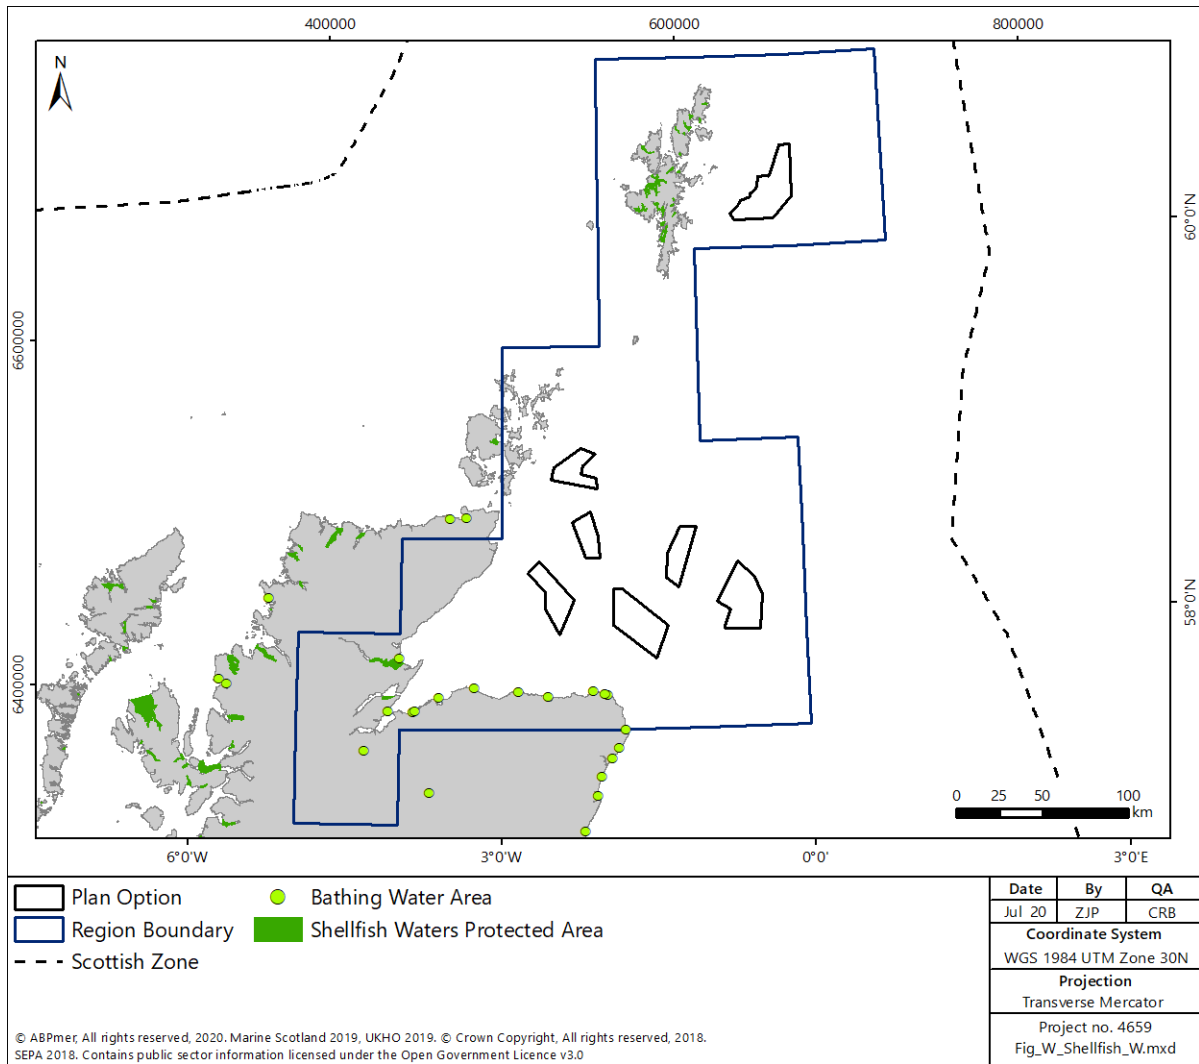 400000 600000 800000
N
60°0'N
6600000
58°0'N
6400000
0 25 50 100
km
6°0'W 3°0'W 0°0' 3°0'E
Plan Option
Bathing Water Area
Region Boundary
Shellfish Waters Protected Area
Scottish Zone
Date By QA
Jul 20 ZJP CRB
Coordinate System
WGS 1984 UTM Zone 30N
Projection
Transverse Mercator
Project no. 4659
Fig_W_Shellfish_W.mxd
© ABPmer, All rights reserved, 2020. Marine Scotland 2019, UKHO 2019. © Crown Copyright, All rights reserved, 2018.
SEPA 2018. Contains public sector information licensed under the Open Government Licence v3.0